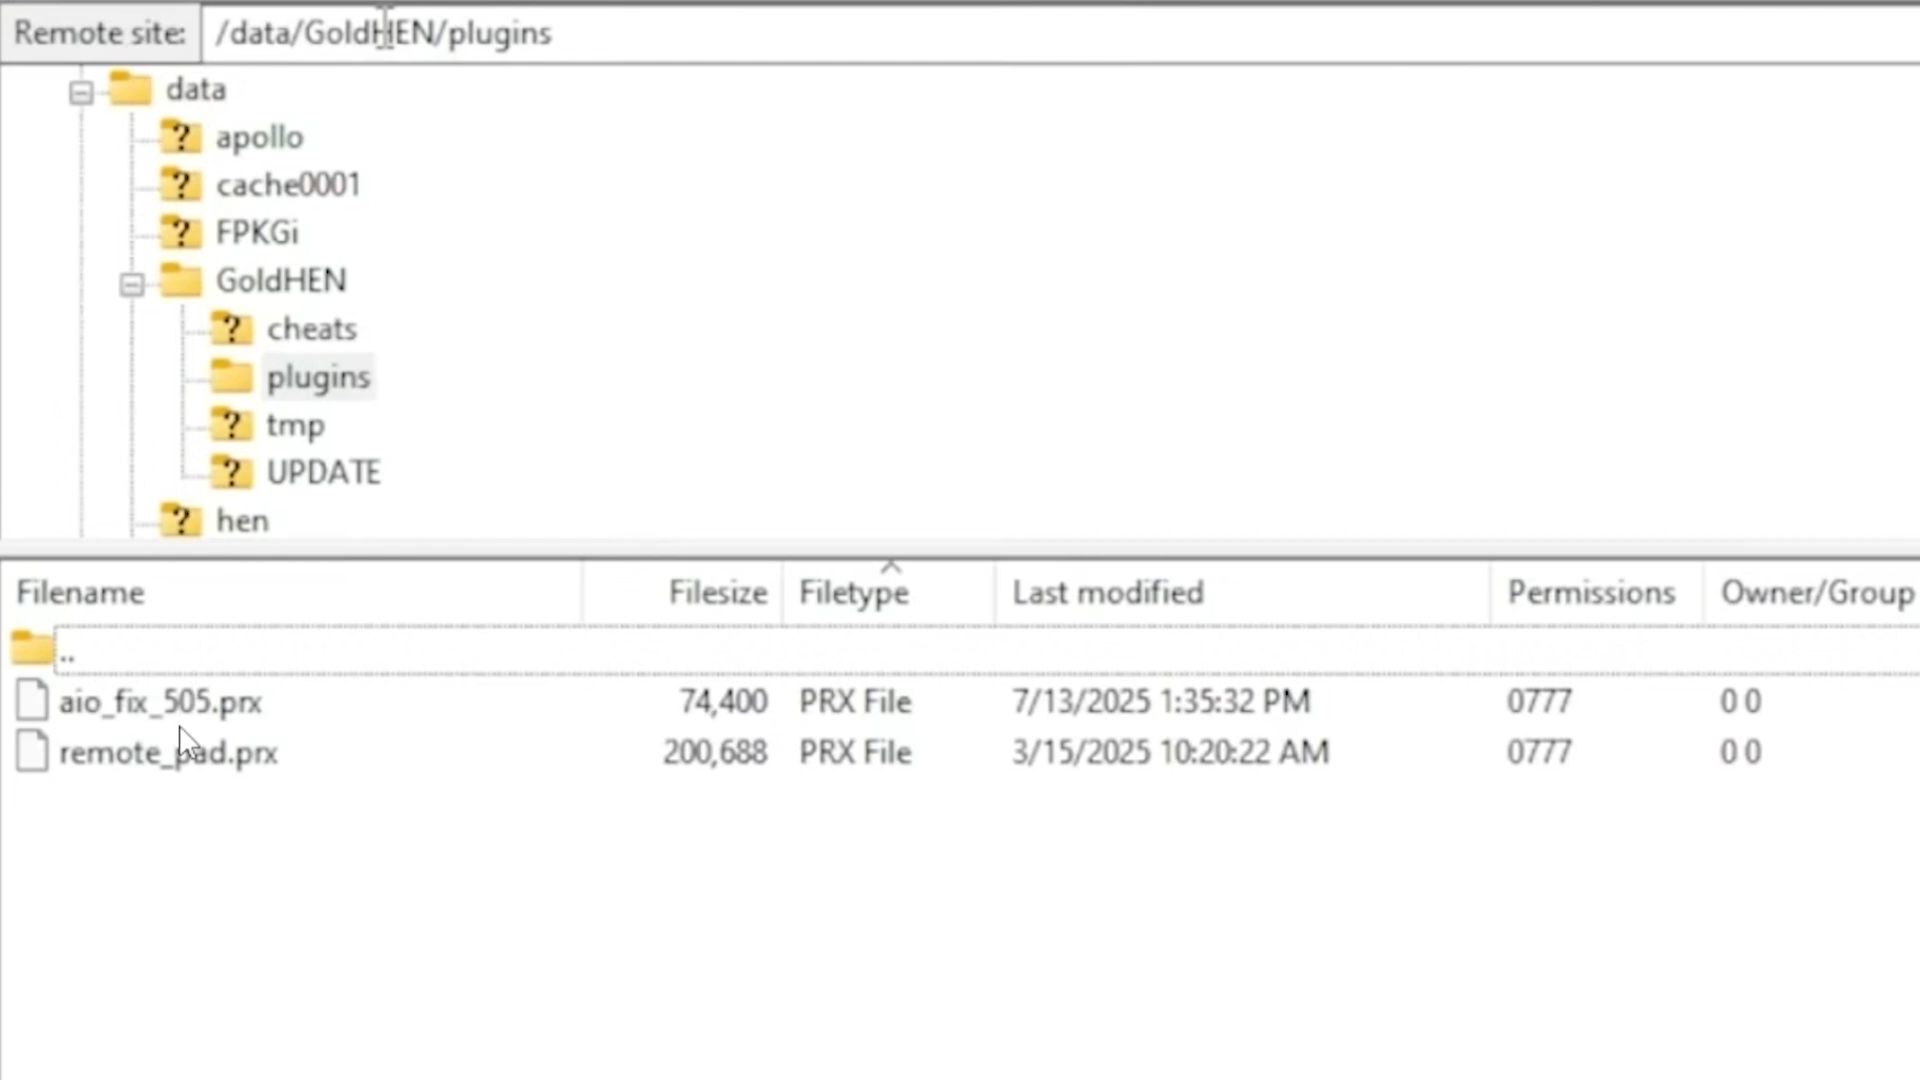 Remote site: /data/GoldHEN/plugins
data
apollo
cache0001
FPKGi
GoldHEN
cheats
plugins
tmp
UPDATE
hen
Filename Filesize Filetype Last modified Permissions Owner/Group
..
aio_fix_505.prx 74,400 PRX File 7/13/2025 1:35:32 PM 0777 0 0
remote_pad.prx 200,688 PRX File 3/15/2025 10:20:22 AM 0777 0 0